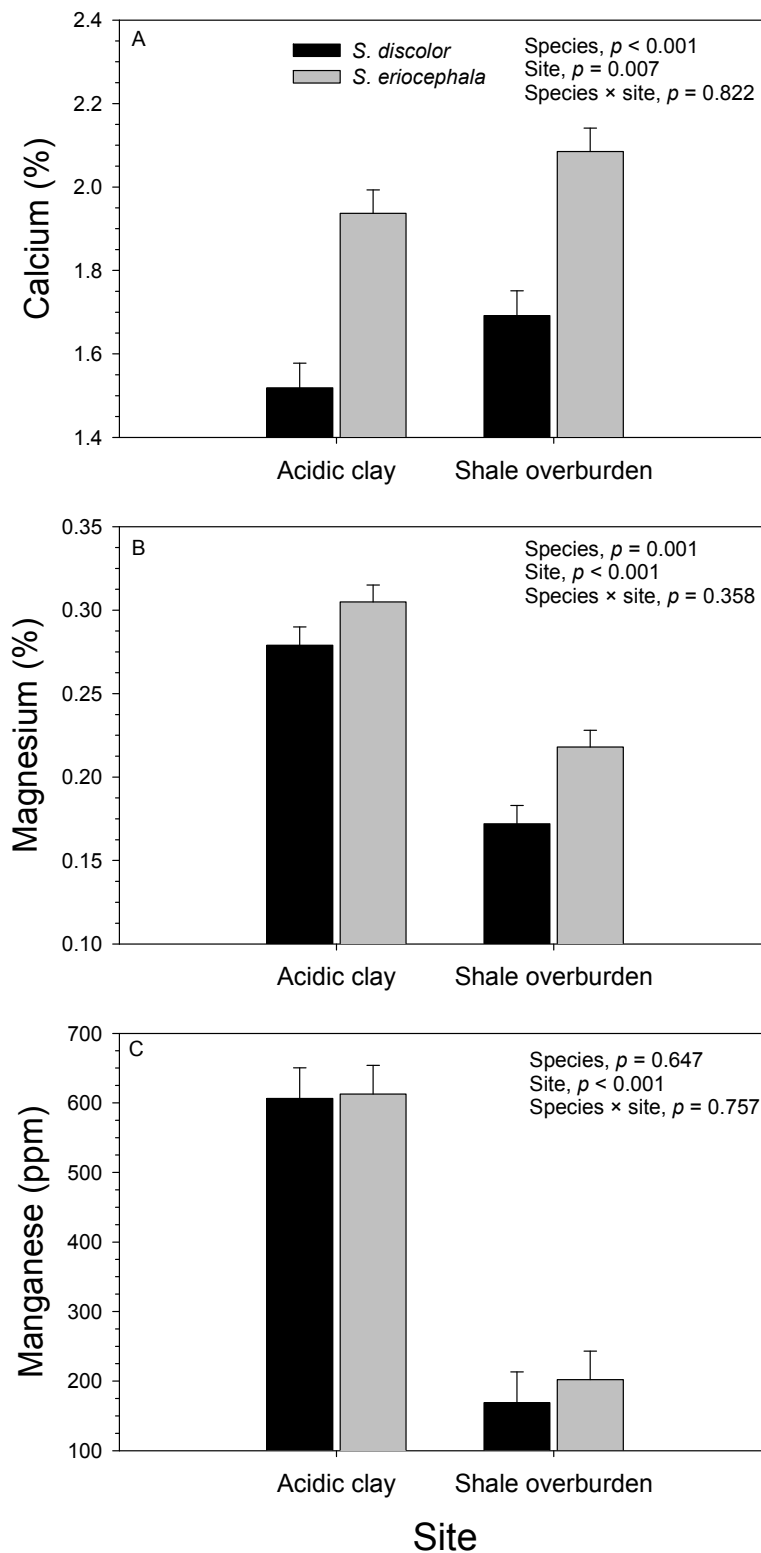 A
S. discolor
S. eriocephala
Species, p < 0.001
Site, p = 0.007
Species × site, p = 0.822
Calcium (%)
2.4
2.2
2.0
1.8
1.6
1.4
Acidic clay
Shale overburden
B
Species, p = 0.001
Site, p < 0.001
Species × site, p = 0.358
Magnesium (%)
0.35
0.30
0.25
0.20
0.15
0.10
Acidic clay
Shale overburden
C
Species, p = 0.647
Site, p < 0.001
Species × site, p = 0.757
Manganese (ppm)
700
600
500
400
300
200
100
Acidic clay
Shale overburden
Site